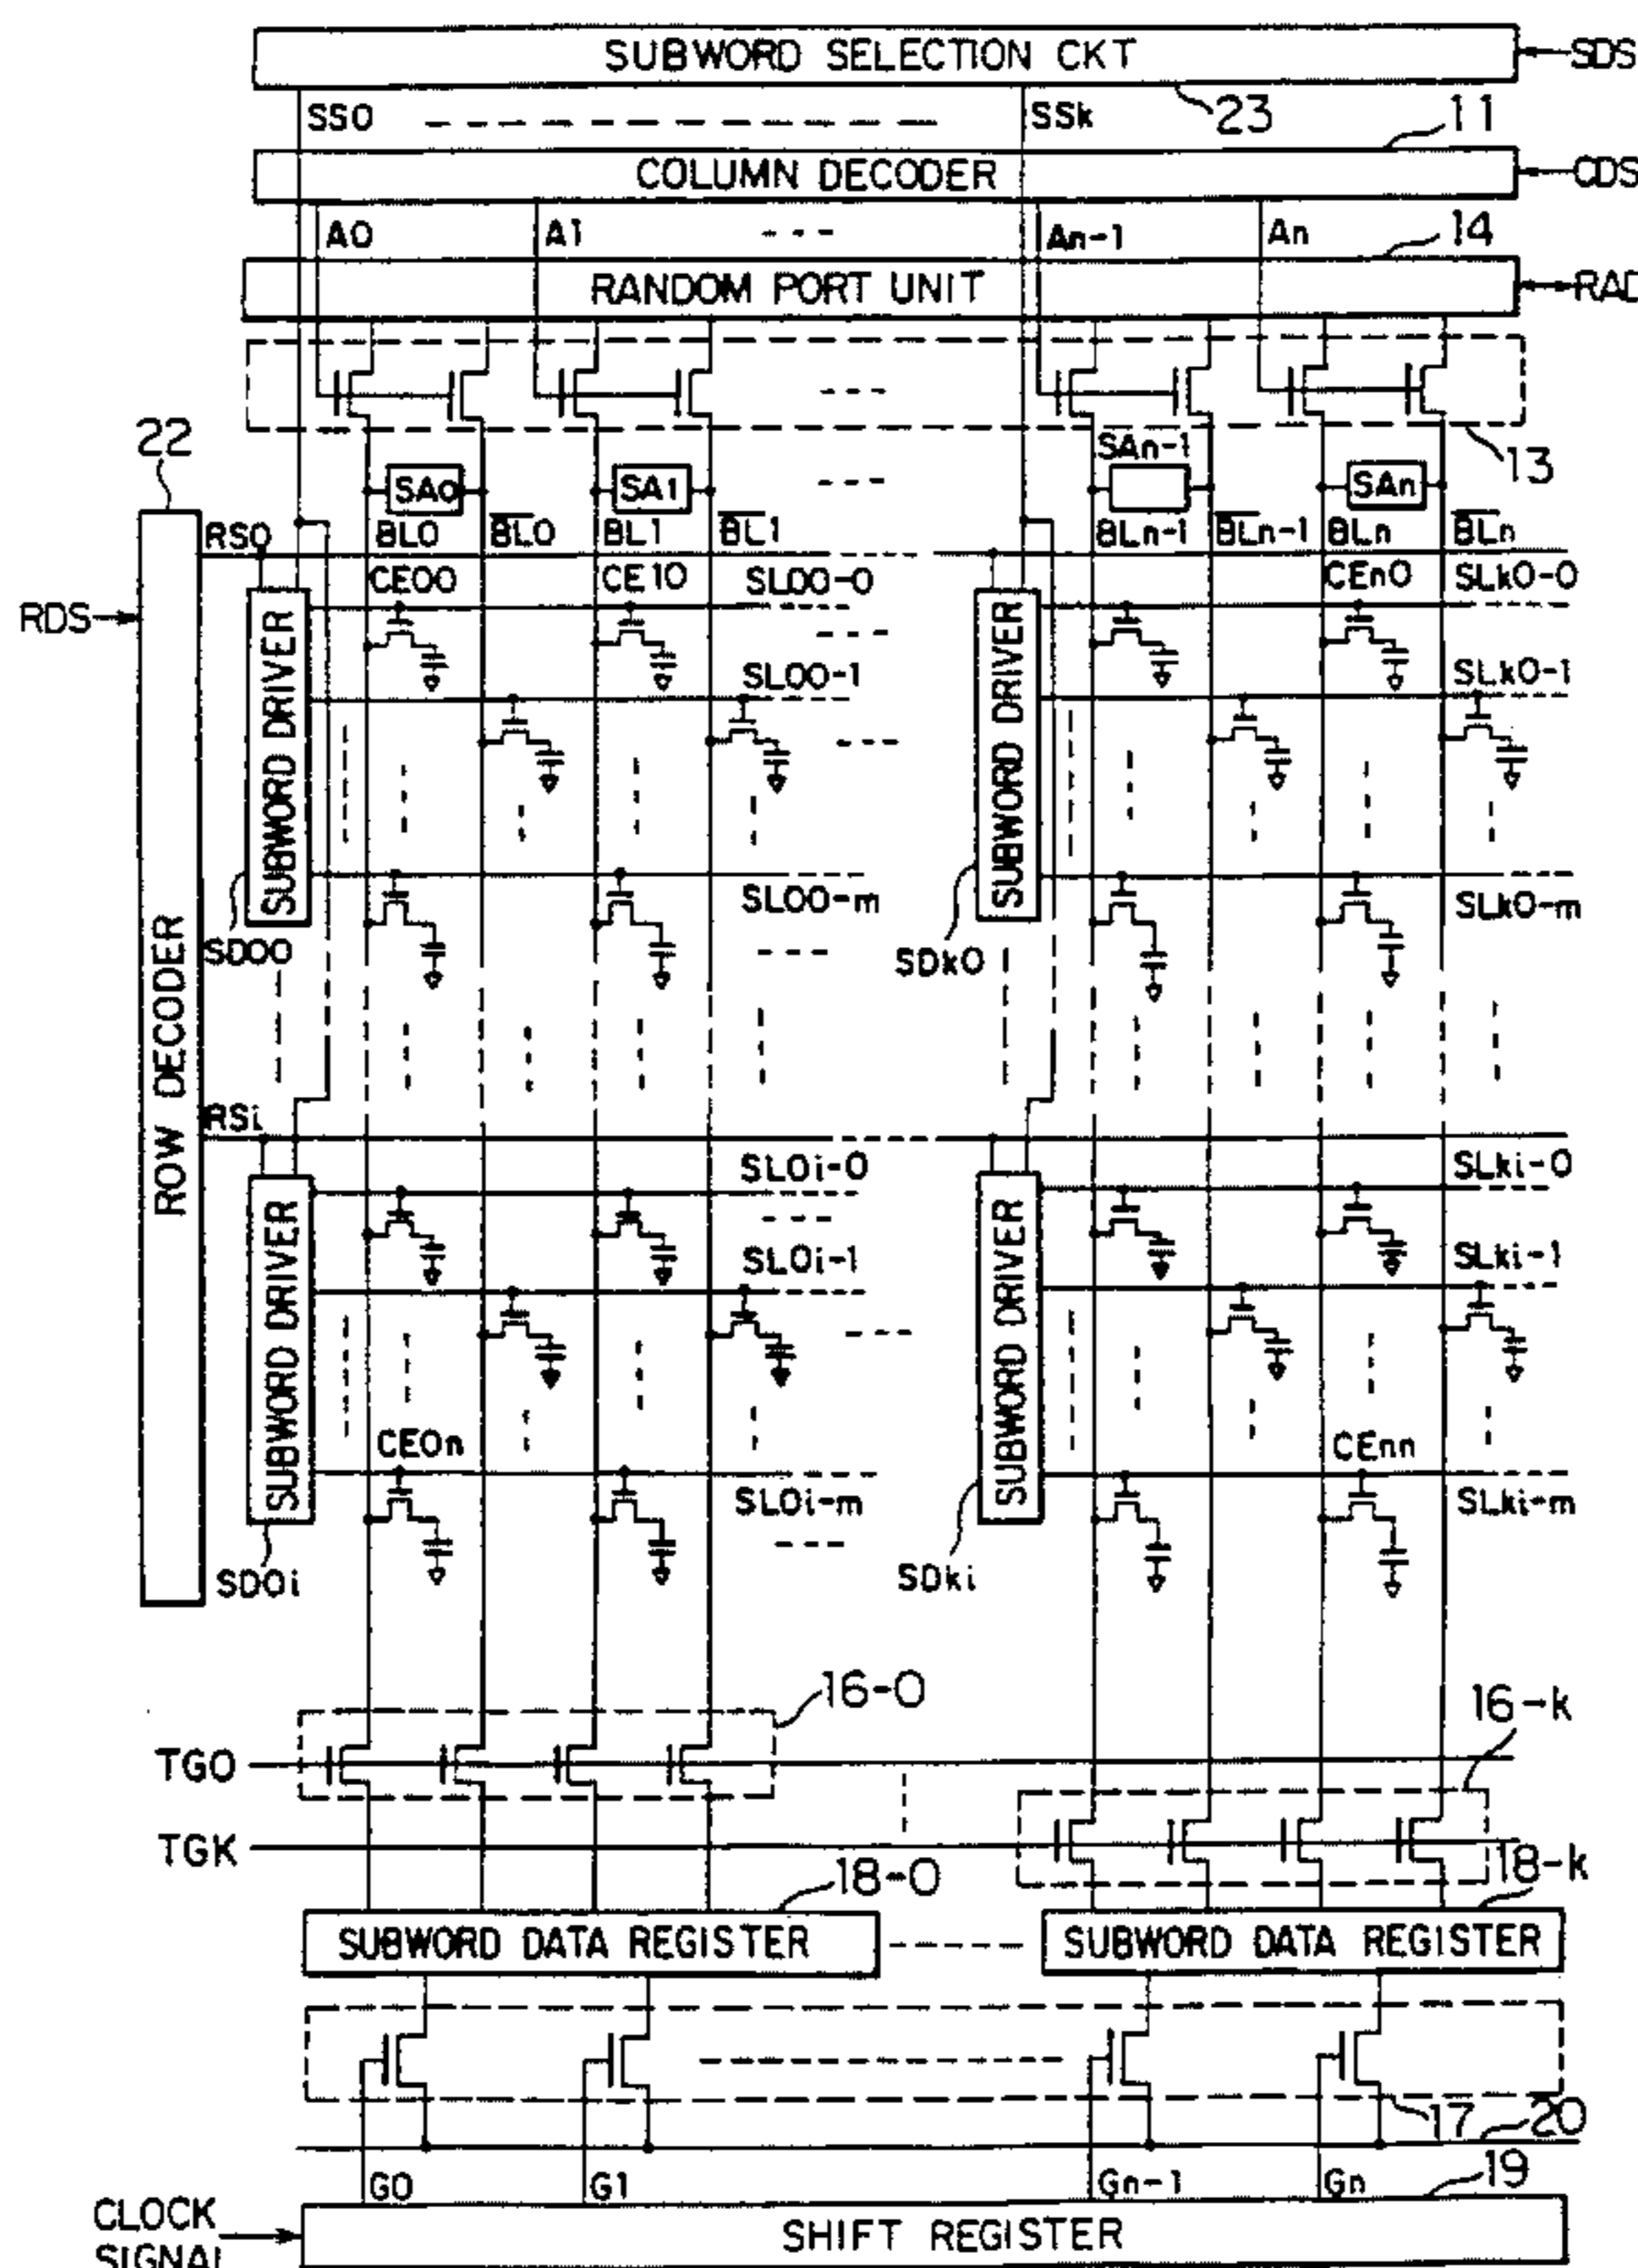 SUBWORD SELECTION CKT
SDS
SS0
SSk
23
11
COLUMN DECODER
CDS
A0
A1
An-1
An
14
RANDOM PORT UNIT
RAD
22
13
SA0
SA1
SAn-1
SAn
RS0
BL0
BL0
BL1
BL1
BLn-1
BLn-1
BLn
BLn
CE00
CE10
SL00-0
CEn0
SLk0-0
RDS
SUBWORD DRIVER
SUBWORD DRIVER
SL00-1
SLk0-1
SL00-m
SLk0-m
SD00
SDk0
ROW DECODER
RSi
SL0i-0
SLki-0
SUBWORD DRIVER
SUBWORD DRIVER
SL0i-1
SLki-1
CE0n
CEnn
SL0i-m
SLki-m
SD0i
SDki
16-0
16-k
TG0
TGK
18-0
18-k
SUBWORD DATA REGISTER
SUBWORD DATA REGISTER
17
20
G0
G1
Gn-1
Gn
19
CLOCK
SIGNAL
SHIFT REGISTER